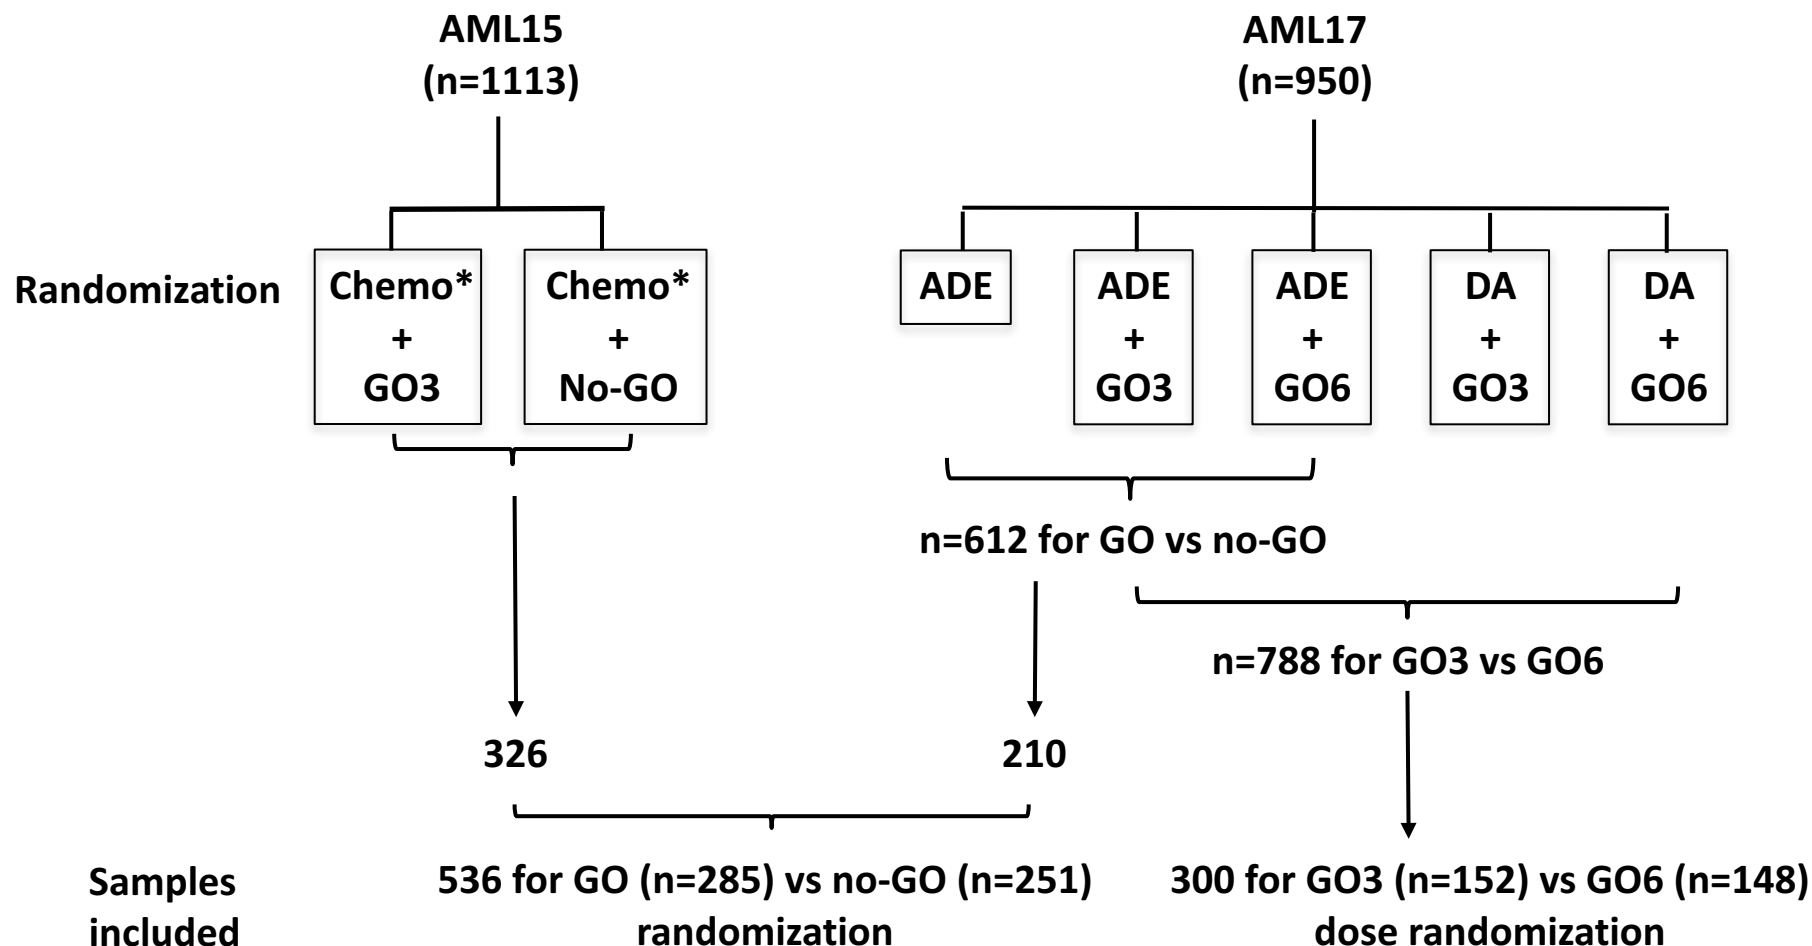 AML15
(n=1113)
AML17
(n=950)
Randomization
Chemo*
+
GO3
Chemo*
+
No-GO
ADE
ADE
+
GO3
ADE
+
GO6
DA
+
GO3
DA
+
GO6
n=612 for GO vs no-GO
n=788 for GO3 vs GO6
326
210
Samples
included
536 for GO (n=285) vs no-GO (n=251)
randomization
300 for GO3 (n=152) vs GO6 (n=148)
dose randomization